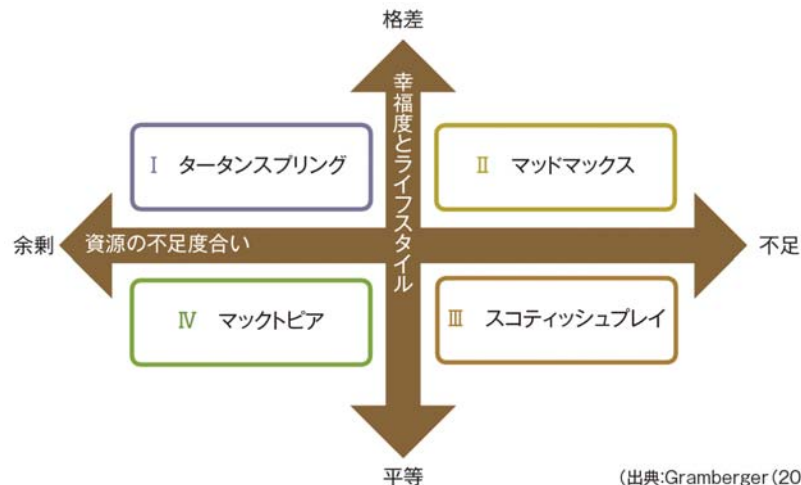 格差
幸福度とライフスタイル
Ⅰ タータンスプリング
Ⅱ マッドマックス
余剰
資源の不足度合い
不足
Ⅳ マックトピア
Ⅲ スコティッシュプレイ
平等
(出典:Gramberger(20